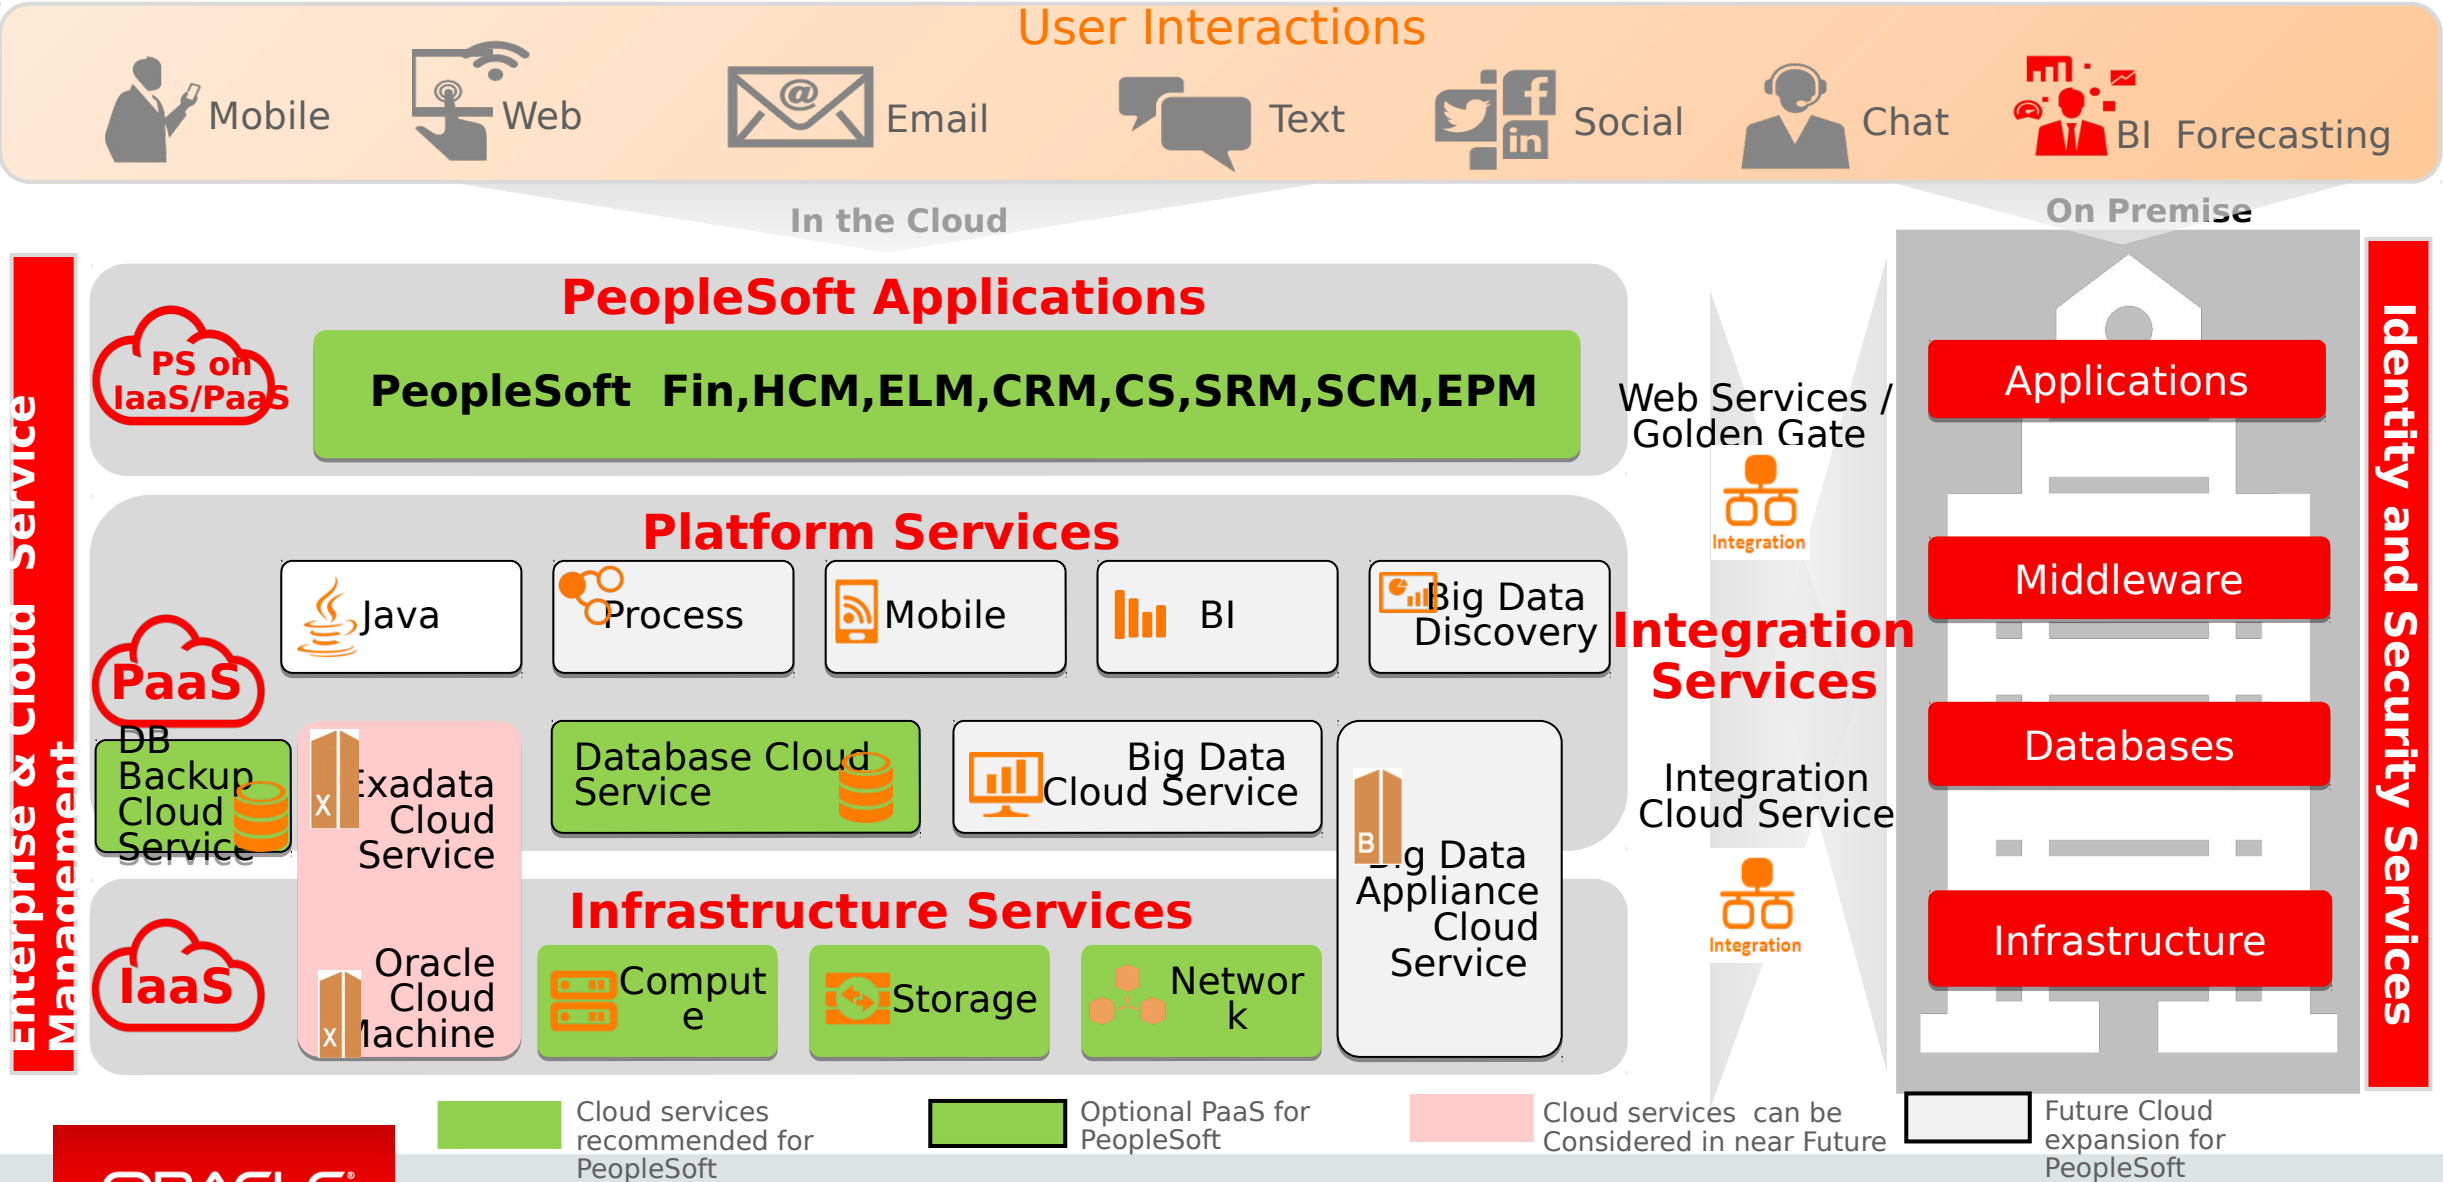 User Interactions
Mobile
Web
@
Email
Text
f
in
Social
Chat
BI  Forecasting
In the Cloud
On Premise
Enterprise & Cloud  Service
Management
PeopleSoft Applications
PS on
IaaS/PaaS
PeopleSoft  Fin,HCM,ELM,CRM,CS,SRM,SCM,EPM
Platform Services
Java
Process
Mobile
BI
Big Data
Discovery
PaaS
DB
Backup
Cloud
Service
X
Exadata
Cloud
Service
Database Cloud
Service
Big Data
Cloud Service
B
Big Data
Appliance
Cloud
Service
Infrastructure Services
IaaS
X
Oracle
Cloud
Machine
Comput
e
Storage
Networ
k
Web Services /
Golden Gate
Integration
Integration
Services
Integration
Cloud Service
Integration
Applications
Middleware
Databases
Infrastructure
Identity and Security Services
Cloud services
recommended for
PeopleSoft
Optional PaaS for
PeopleSoft
Cloud services  can be
Considered in near Future
Future Cloud
expansion for
PeopleSoft
ORACLE®